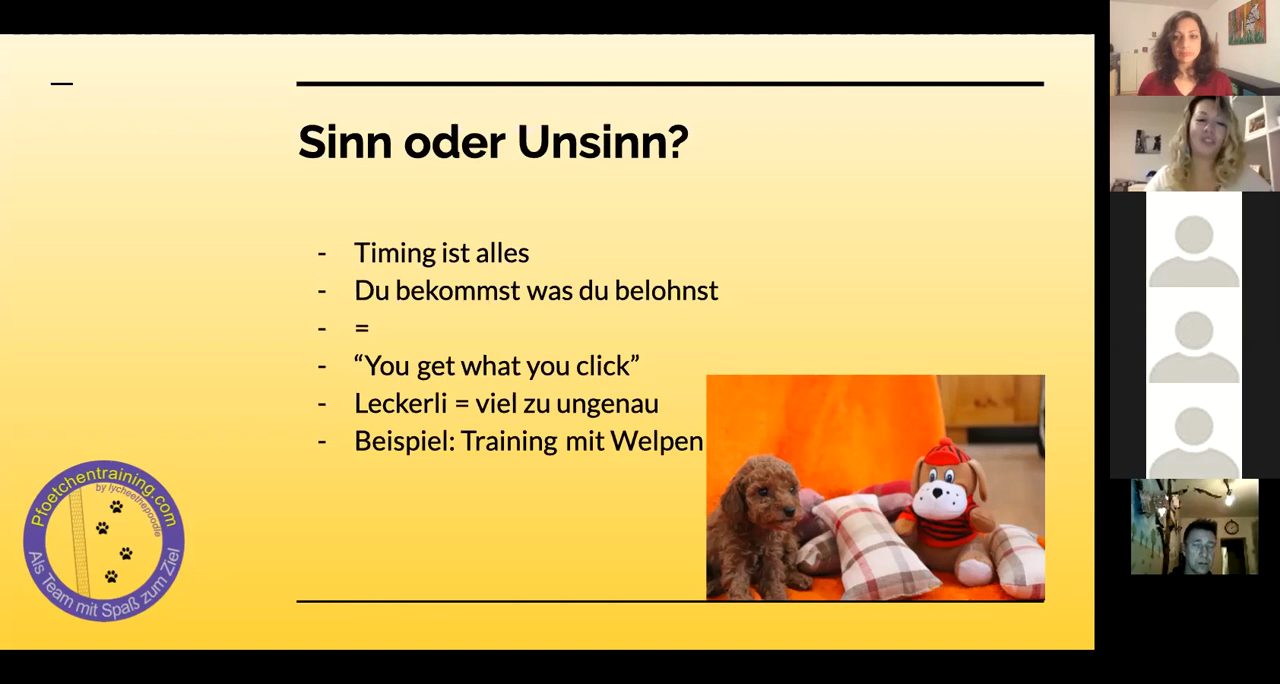 Sinn oder Unsinn?
- Timing ist alles
- Du bekommst was du belohnst
- =
- “You get what you click”
- Leckerli = viel zu ungenau
- Beispiel: Training mit Welpen
Pfoetchentraining.com
by lycheethepoodle
Als Team mit Spaß zum Ziel